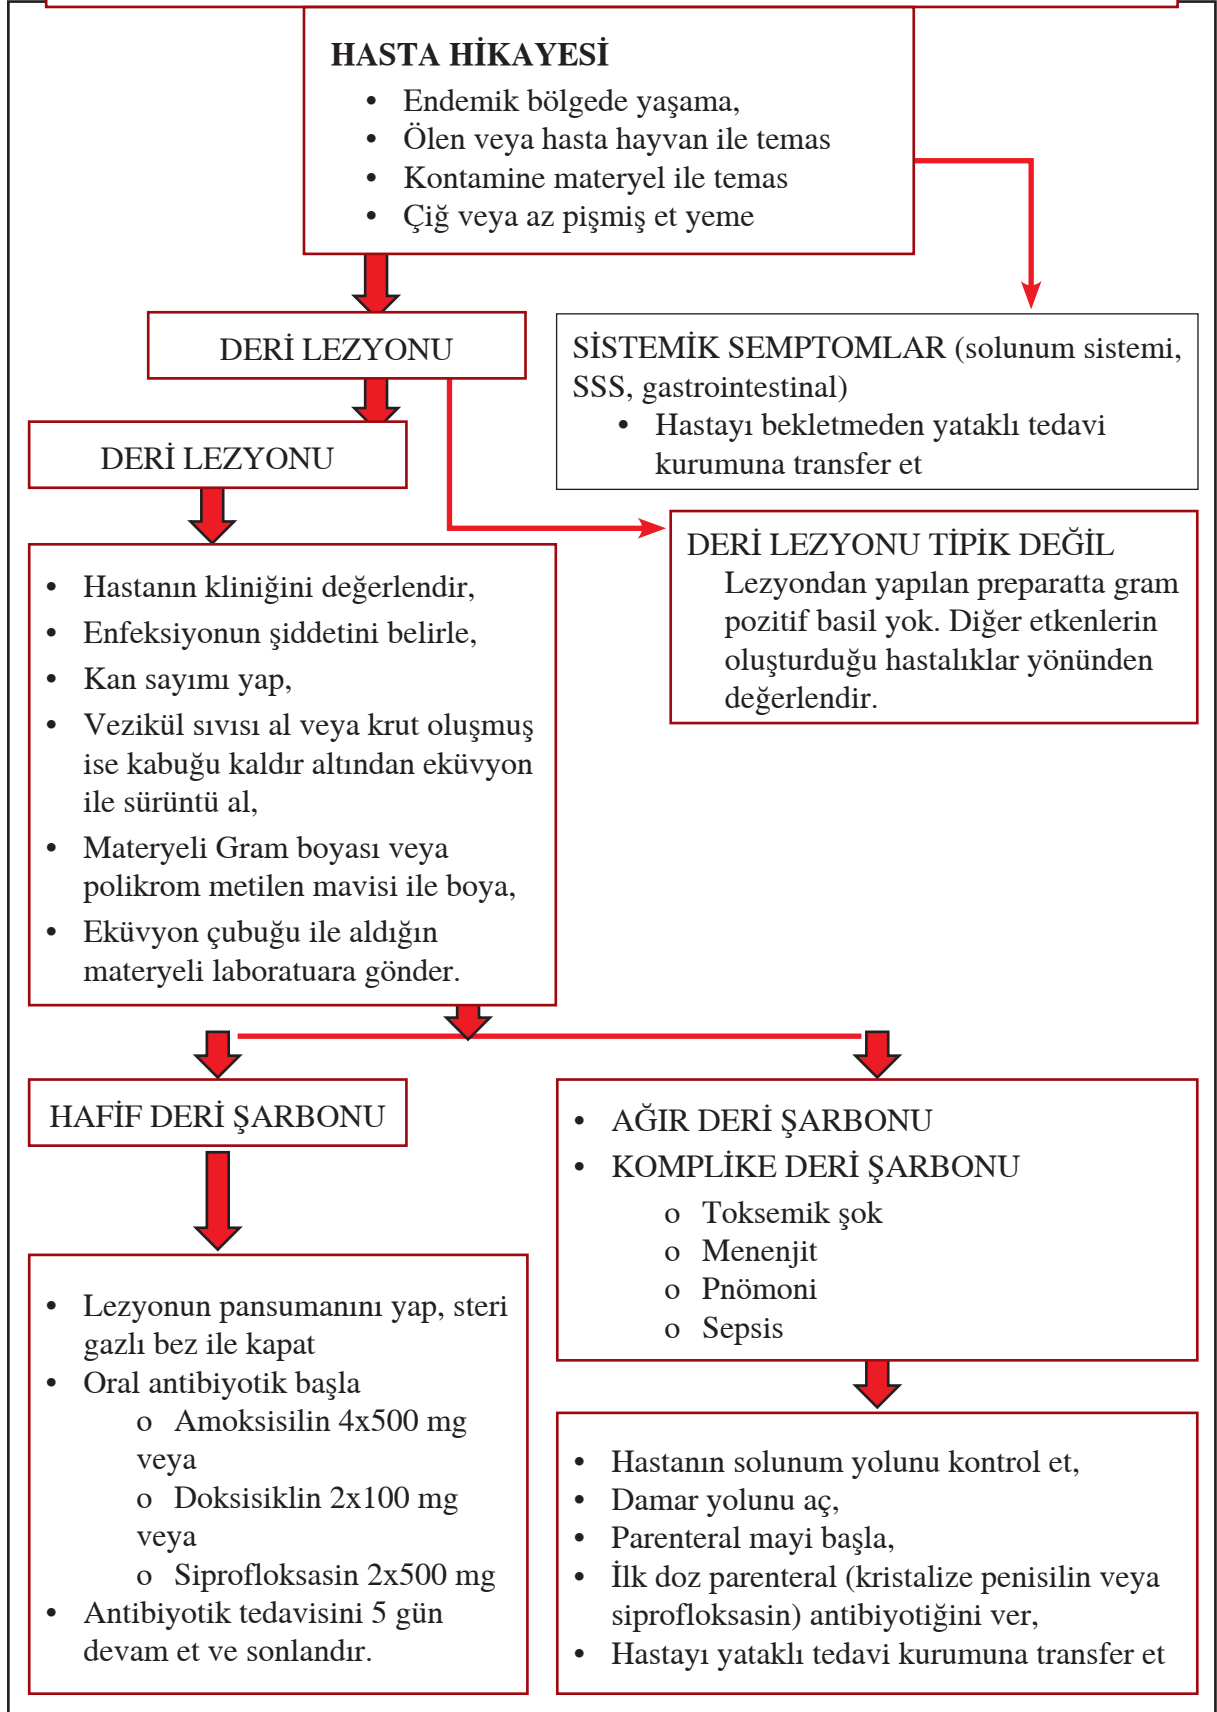 HASTA HİKAYESİ
• Endemik bölgede yaşama,
• Ölen veya hasta hayvan ile temas
• Kontamine materyel ile temas
• Çiğ veya az pişmiş et yeme
DERİ LEZYONU
SİSTEMİK SEMPTOMLAR (solunum sistemi,
SSS, gastrointestinal)
• Hastayı bekletmeden yataklı tedavi
kurumuna transfer et
DERİ LEZYONU
DERİ LEZYONU TİPİK DEĞİL
Lezyondan yapılan preparatta gram
pozitif basil yok. Diğer etkenlerin
oluşturduğu hastalıklar yönünden
değerlendir.
• Hastanın kliniğini değerlendir,
• Enfeksiyonun şiddetini belirle,
• Kan sayımı yap,
• Vezikül sıvısı al veya krut oluşmuş
ise kabuğu kaldır altından eküvyon
ile sürüntü al,
• Materyeli Gram boyası veya
polikrom metilen mavisi ile boya,
• Eküvyon çubuğu ile aldığın
materyeli laboratuara gönder.
HAFİF DERİ ŞARBONU
• AĞIR DERİ ŞARBONU
• KOMPLİKE DERİ ŞARBONU
o Toksemik şok
o Menenjit
o Pnömoni
o Sepsis
• Lezyonun pansumanını yap, steri
gazlı bez ile kapat
• Oral antibiyotik başla
o Amoksisilin 4x500 mg
veya
o Doksisiklin 2x100 mg
veya
o Siprofloksasin 2x500 mg
• Antibiyotik tedavisini 5 gün
devam et ve sonlandır.
• Hastanın solunum yolunu kontrol et,
• Damar yolunu aç,
• Parenteral mayi başla,
• İlk doz parenteral (kristalize penisilin veya
siprofloksasin) antibiyotiğini ver,
• Hastayı yataklı tedavi kurumuna transfer et